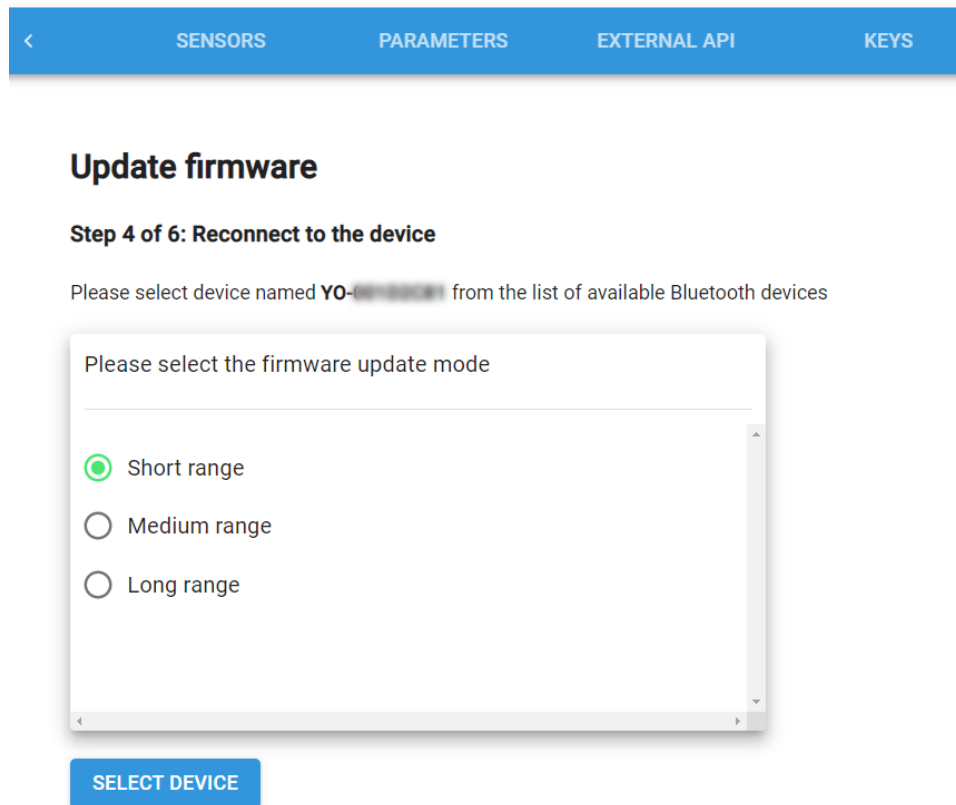 SENSORS PARAMETERS EXTERNAL API KEYS
Update firmware
Step 4 of 6: Reconnect to the device
Please select device named YO- from the list of available Bluetooth devices
Please select the firmware update mode
Short range
Medium range
Long range
SELECT DEVICE